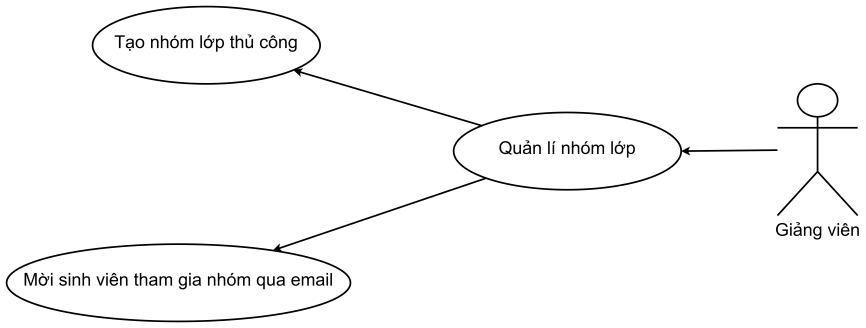 Tạo nhóm lớp thủ công
Quản lí nhóm lớp
Giảng viên
Mời sinh viên tham gia nhóm qua email